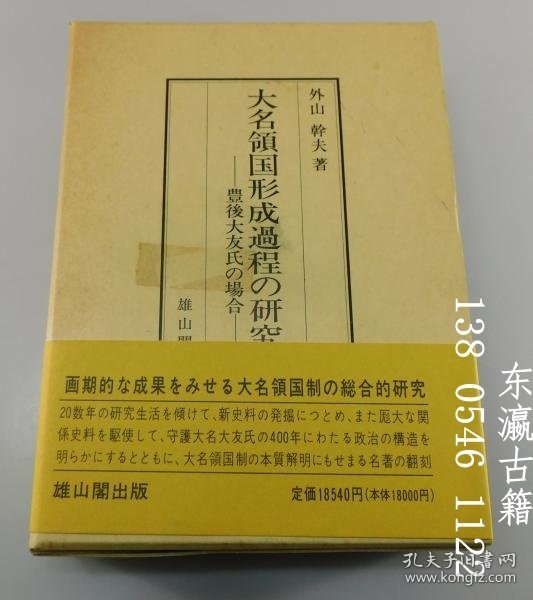 外山 幹夫 著
大名領国形成過程の研究
──豊後大友氏の場合──
雄山閣
画期的な成果をみせる大名領国制の総合的研究
20数年の研究生活を傾けて、新史料の発掘につとめ、また厖大な関
係史料を駆使して、守護大名大友氏の400年にわたる政治の構造を
明らかにするとともに、大名領国制の本質解明にもせまる名著の翻刻
雄山閣出版
定価18540円(本体18000円)
东瀛古籍
138 0546 1122
孔夫子旧书网
www.kongfz.com